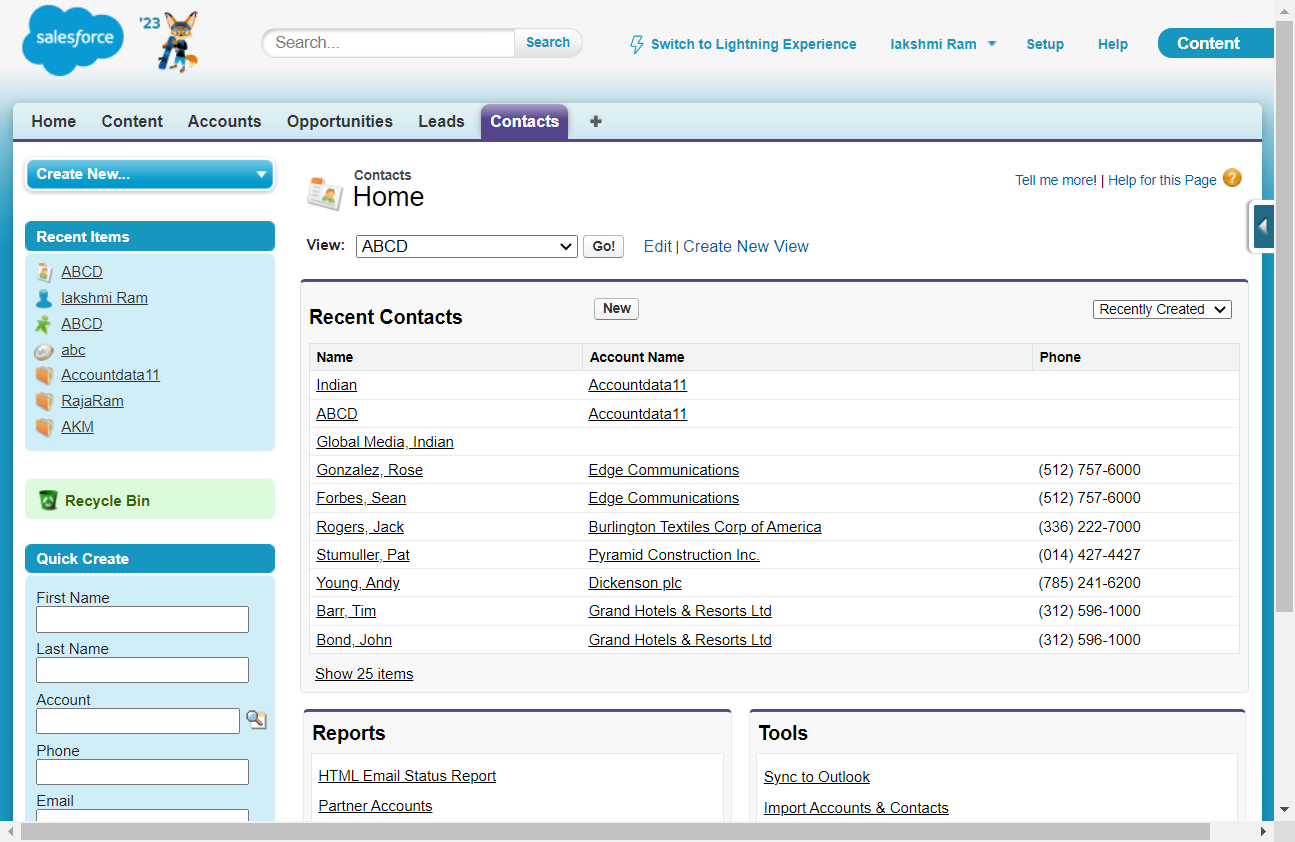 salesforce '23 Search... Search Switch to Lightning Experience lakshmi Ram Setup Help Content
Home Content Accounts Opportunities Leads Contacts +
Create New...
Recent Items
ABCD
lakshmi Ram
ABCD
abc
Accountdata11
RajaRam
AKM
Recycle Bin
Quick Create
First Name
Last Name
Account
Phone
Email
Contacts
Home
Tell me more! | Help for this Page ?
View: ABCD Go! Edit | Create New View
Recent Contacts New Recently Created
Name Account Name Phone
Indian Accountdata11
ABCD Accountdata11
Global Media, Indian
Gonzalez, Rose Edge Communications (512) 757-6000
Forbes, Sean Edge Communications (512) 757-6000
Rogers, Jack Burlington Textiles Corp of America (336) 222-7000
Stumuller, Pat Pyramid Construction Inc. (014) 427-4427
Young, Andy Dickenson plc (785) 241-6200
Barr, Tim Grand Hotels & Resorts Ltd (312) 596-1000
Bond, John Grand Hotels & Resorts Ltd (312) 596-1000
Show 25 items
Reports
HTML Email Status Report
Partner Accounts
Tools
Sync to Outlook
Import Accounts & Contacts